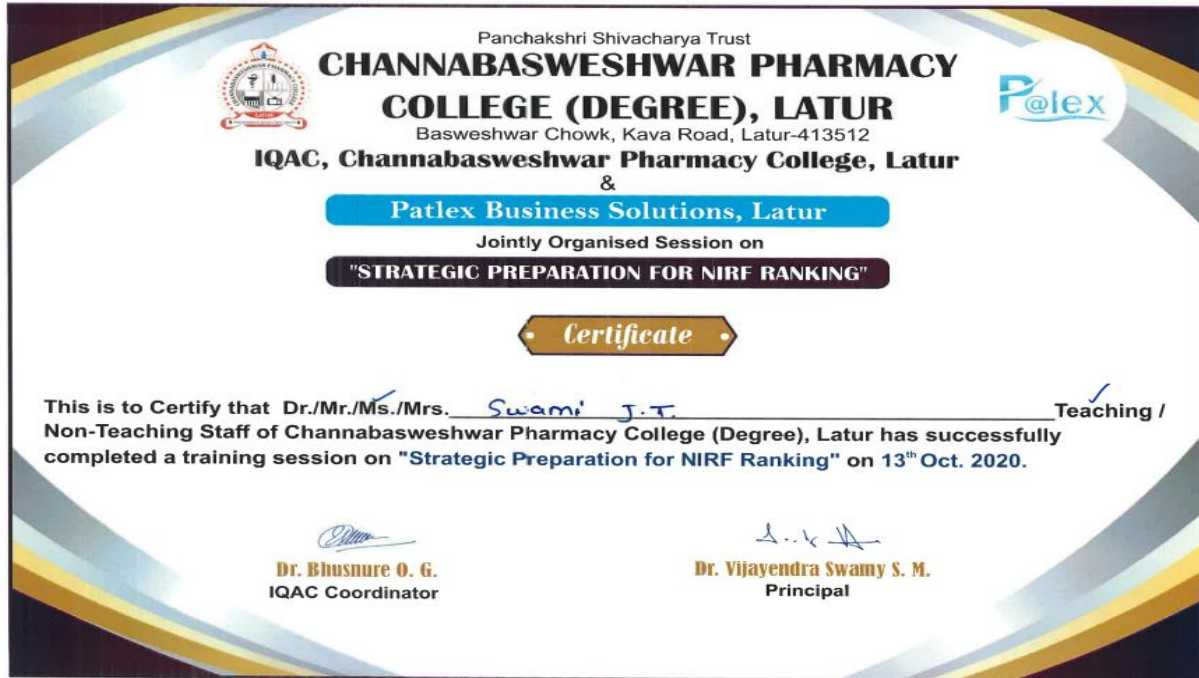 Panchakshri Shivacharya Trust
CHANNABASWESHWAR PHARMACY
COLLEGE (DEGREE), LATUR
Basweshwar Chowk, Kava Road, Latur-413512
P@lex
IQAC, Channabasweshwar Pharmacy College, Latur
&
Patlex Business Solutions, Latur
Jointly Organised Session on
"STRATEGIC PREPARATION FOR NIRF RANKING"
Certificate
This is to Certify that Dr./Mr./Ms./Mrs. Swami J.T. Teaching /
Non-Teaching Staff of Channabasweshwar Pharmacy College (Degree), Latur has successfully
completed a training session on "Strategic Preparation for NIRF Ranking" on 13th Oct. 2020.
Dr. Bhusnure O. G.
IQAC Coordinator
Dr. Vijayendra Swamy S. M.
Principal